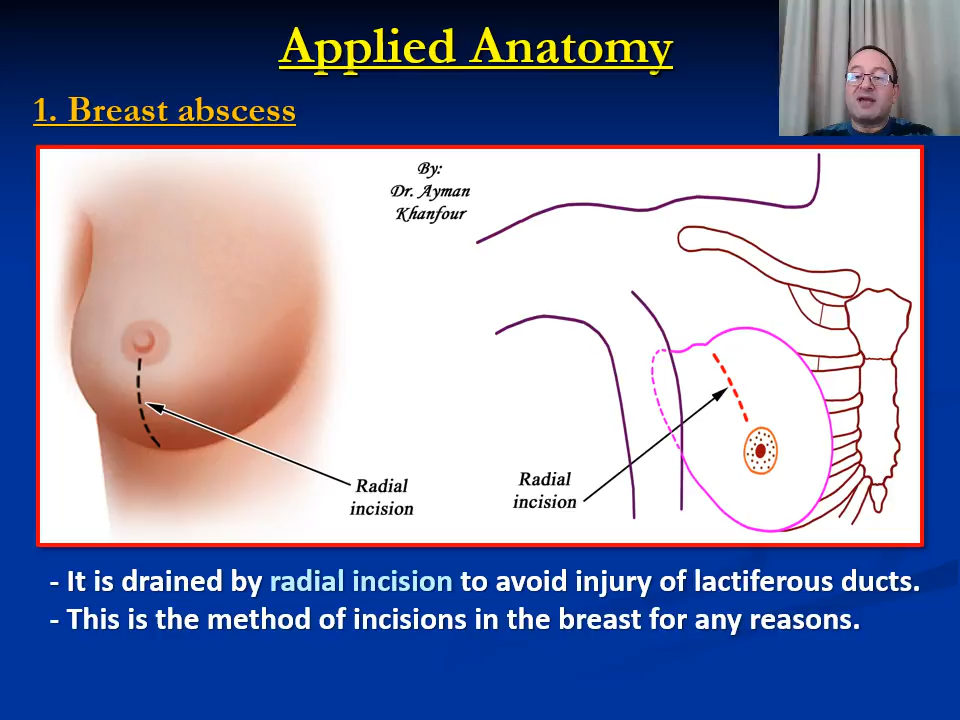 Applied Anatomy
1. Breast abscess
By:
Dr. Ayman
Khanfour
Radial
incision
Radial
incision
- It is drained by radial incision to avoid injury of lactiferous ducts.
- This is the method of incisions in the breast for any reasons.